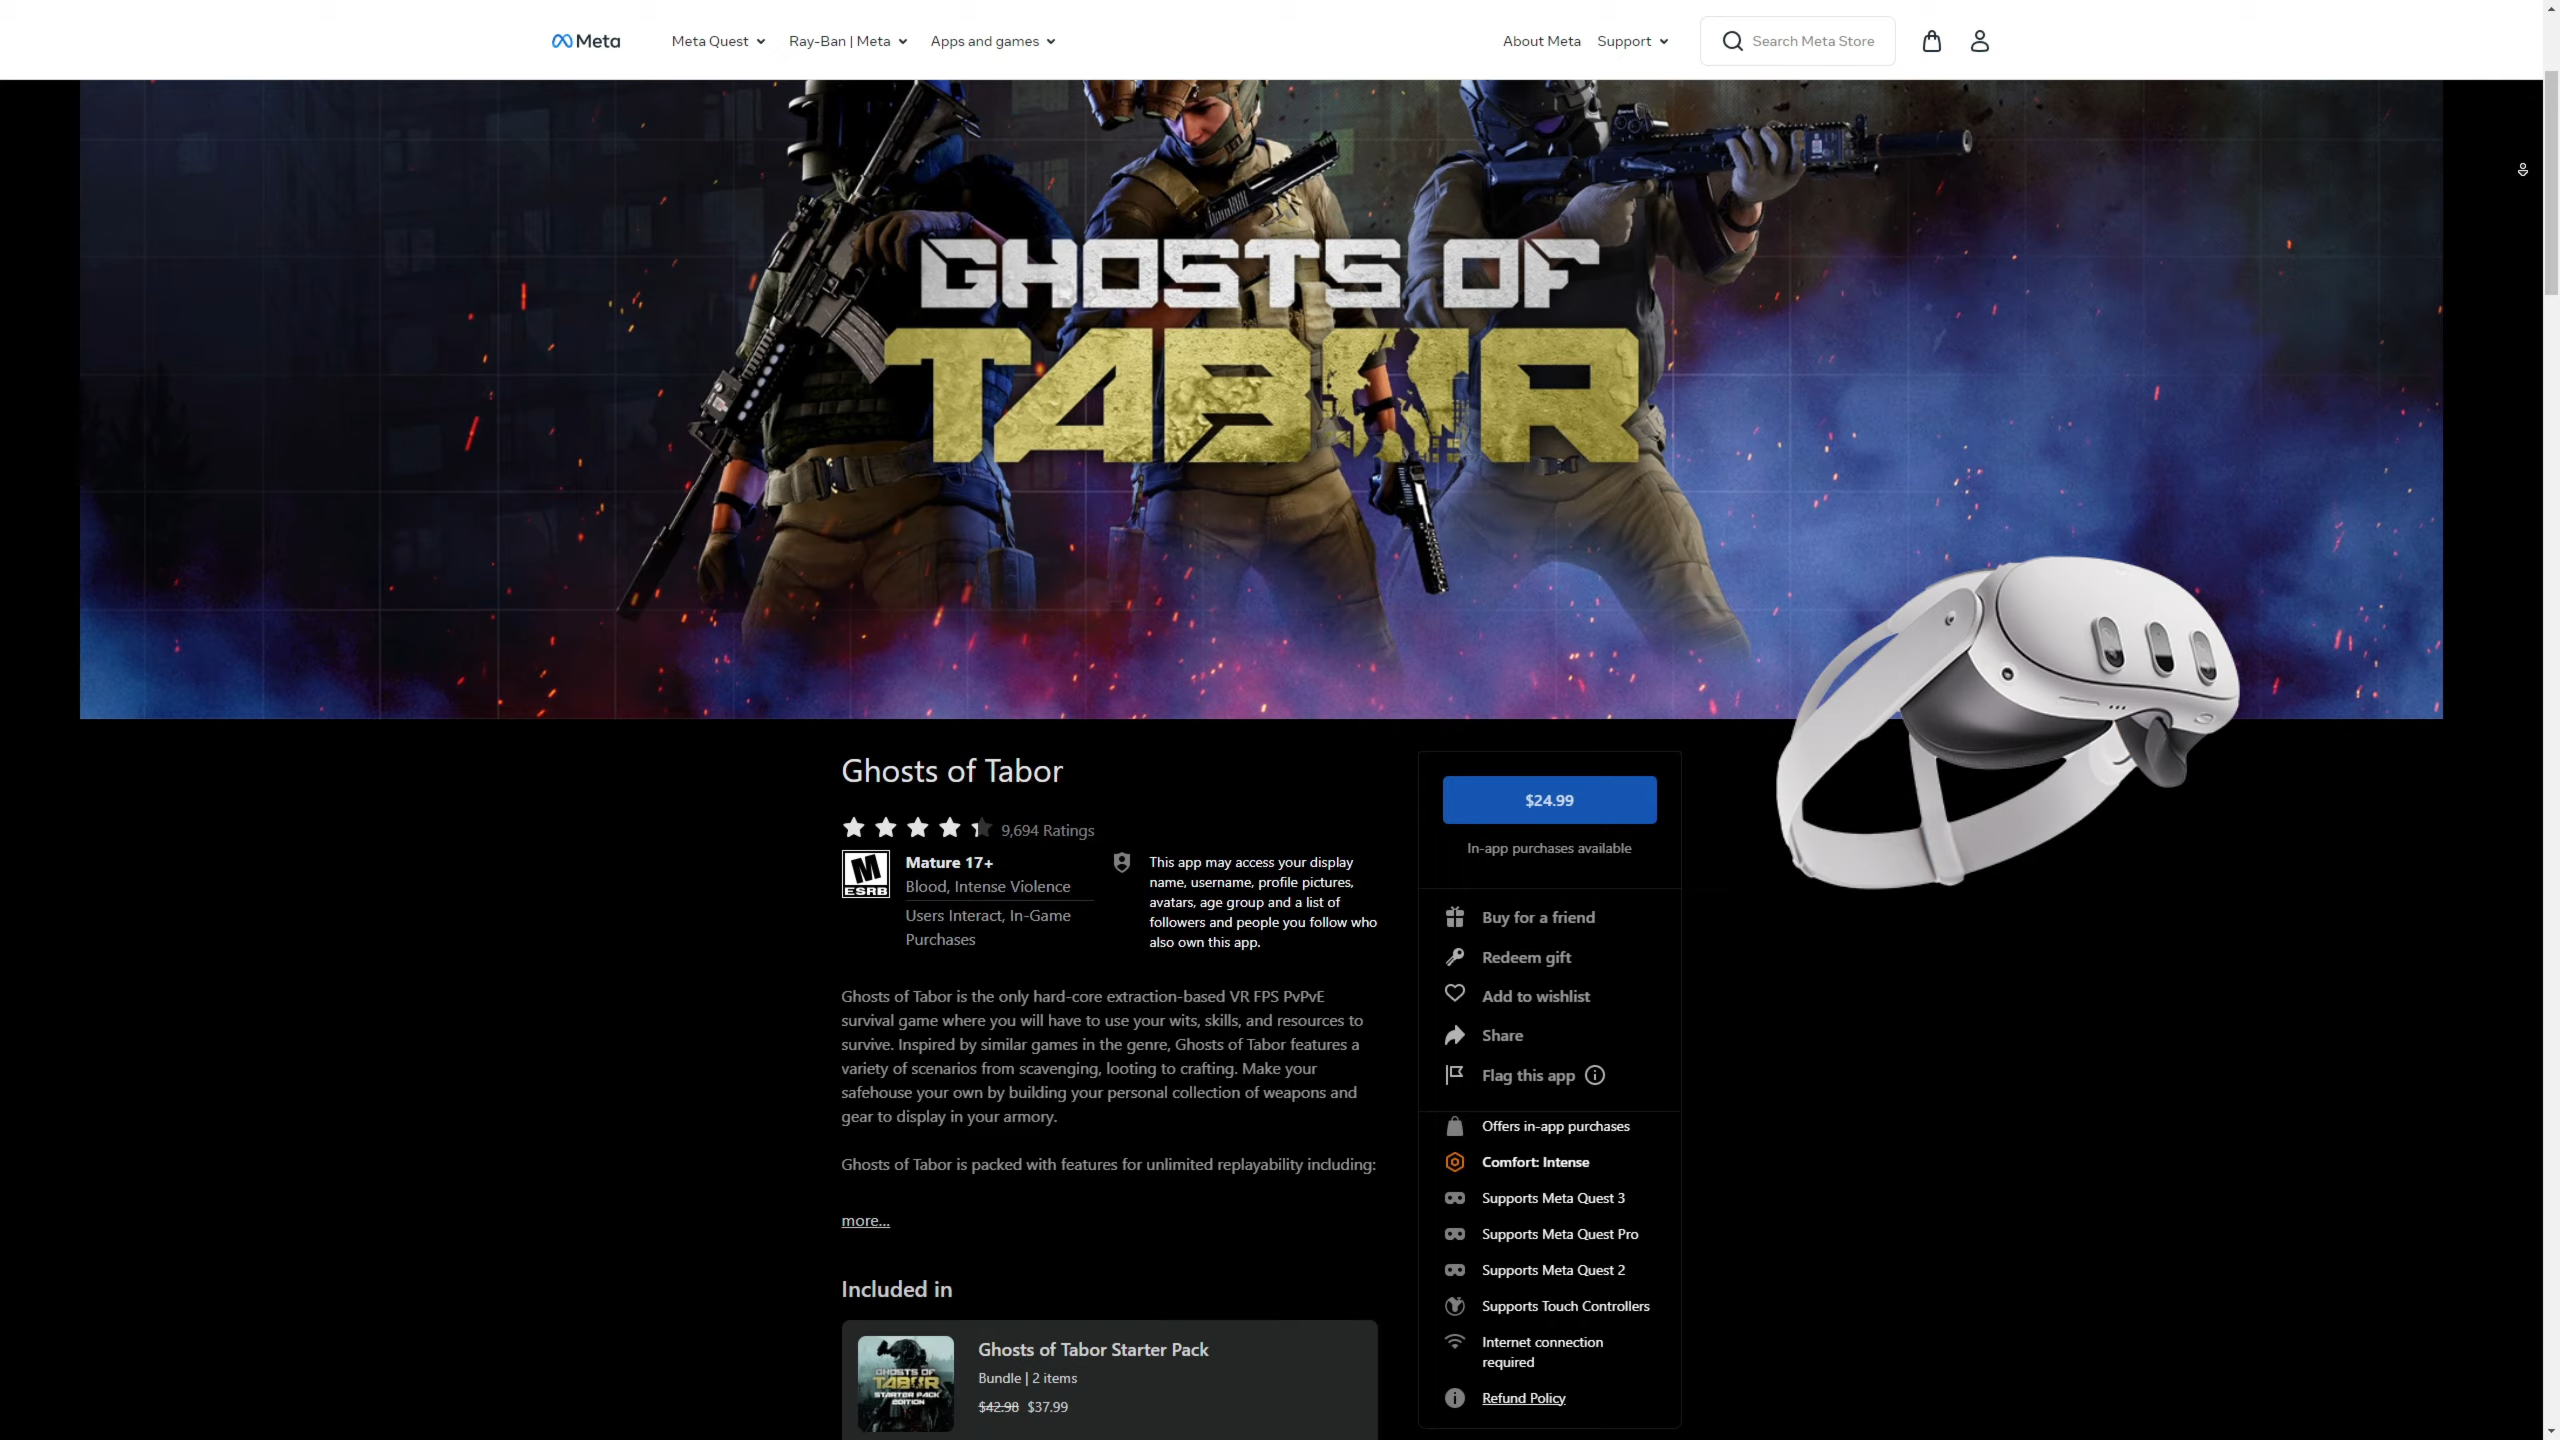 Meta
Meta Quest
Ray-Ban | Meta
Apps and games
About Meta
Support
Search Meta Store
GHOSTS OF
TABOR
Ghosts of Tabor
9,694 Ratings
M
ESRB
Mature 17+
Blood, Intense Violence
Users Interact, In-Game
Purchases
This app may access your display
name, username, profile pictures,
avatars, age group and a list of
followers and people you follow who
also own this app.
Ghosts of Tabor is the only hard-core extraction-based VR FPS PvPvE
survival game where you will have to use your wits, skills, and resources to
survive. Inspired by similar games in the genre, Ghosts of Tabor features a
variety of scenarios from scavenging, looting to crafting. Make your
safehouse your own by building your personal collection of weapons and
gear to display in your armory.
Ghosts of Tabor is packed with features for unlimited replayability including:
more...
Included in
GHOSTS OF
TABOR
STARTER PACK
EDITION
Ghosts of Tabor Starter Pack
Bundle | 2 items
$42.98 $37.99
$24.99
In-app purchases available
Buy for a friend
Redeem gift
Add to wishlist
Share
Flag this app
Offers in-app purchases
Comfort: Intense
Supports Meta Quest 3
Supports Meta Quest Pro
Supports Meta Quest 2
Supports Touch Controllers
Internet connection
required
Refund Policy